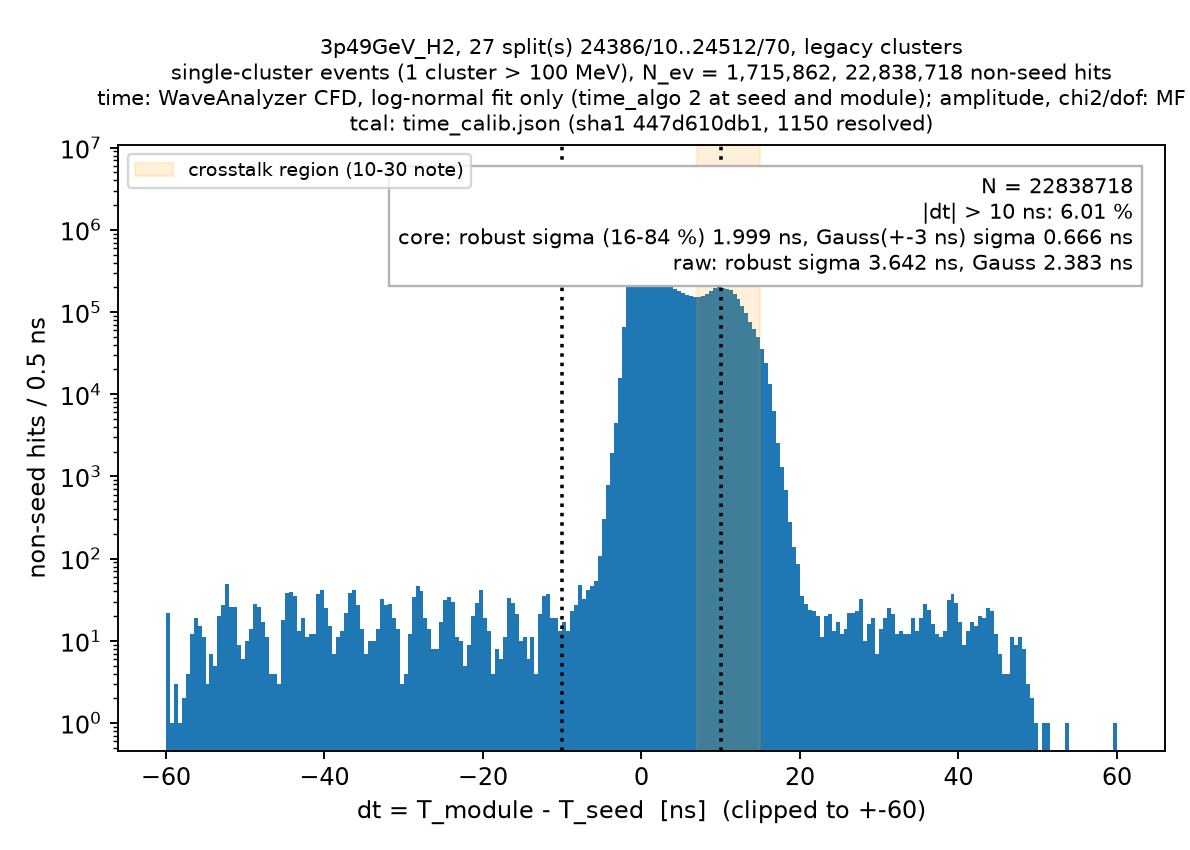 3p49GeV_H2, 27 split(s) 24386/10..24512/70, legacy clusters
single-cluster events (1 cluster > 100 MeV), N_ev = 1,715,862, 22,838,718 non-seed hits
time: WaveAnalyzer CFD, log-normal fit only (time_algo 2 at seed and module); amplitude, chi2/dof: MF
tcal: time_calib.json (sha1 447d610db1, 1150 resolved)
crosstalk region (10-30 note)
N = 22838718
|dt| > 10 ns: 6.01 %
core: robust sigma (16-84 %) 1.999 ns, Gauss(+-3 ns) sigma 0.666 ns
raw: robust sigma 3.642 ns, Gauss 2.383 ns
non-seed hits / 0.5 ns
10⁷
10⁶
10⁵
10⁴
10³
10²
10¹
10⁰
−60 −40 −20 0 20 40 60
dt = T_module - T_seed [ns] (clipped to +-60)